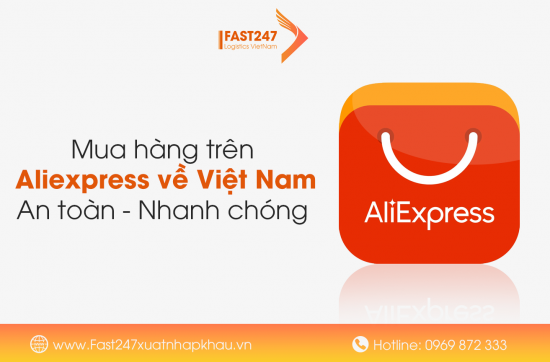 FAST247
Logistics VietNam
Mua hàng trên
Aliexpress về Việt Nam
An toàn - Nhanh chóng
AliExpress
www.Fast247xuatnhapkhau.vn
Hotline: 0969 872 333